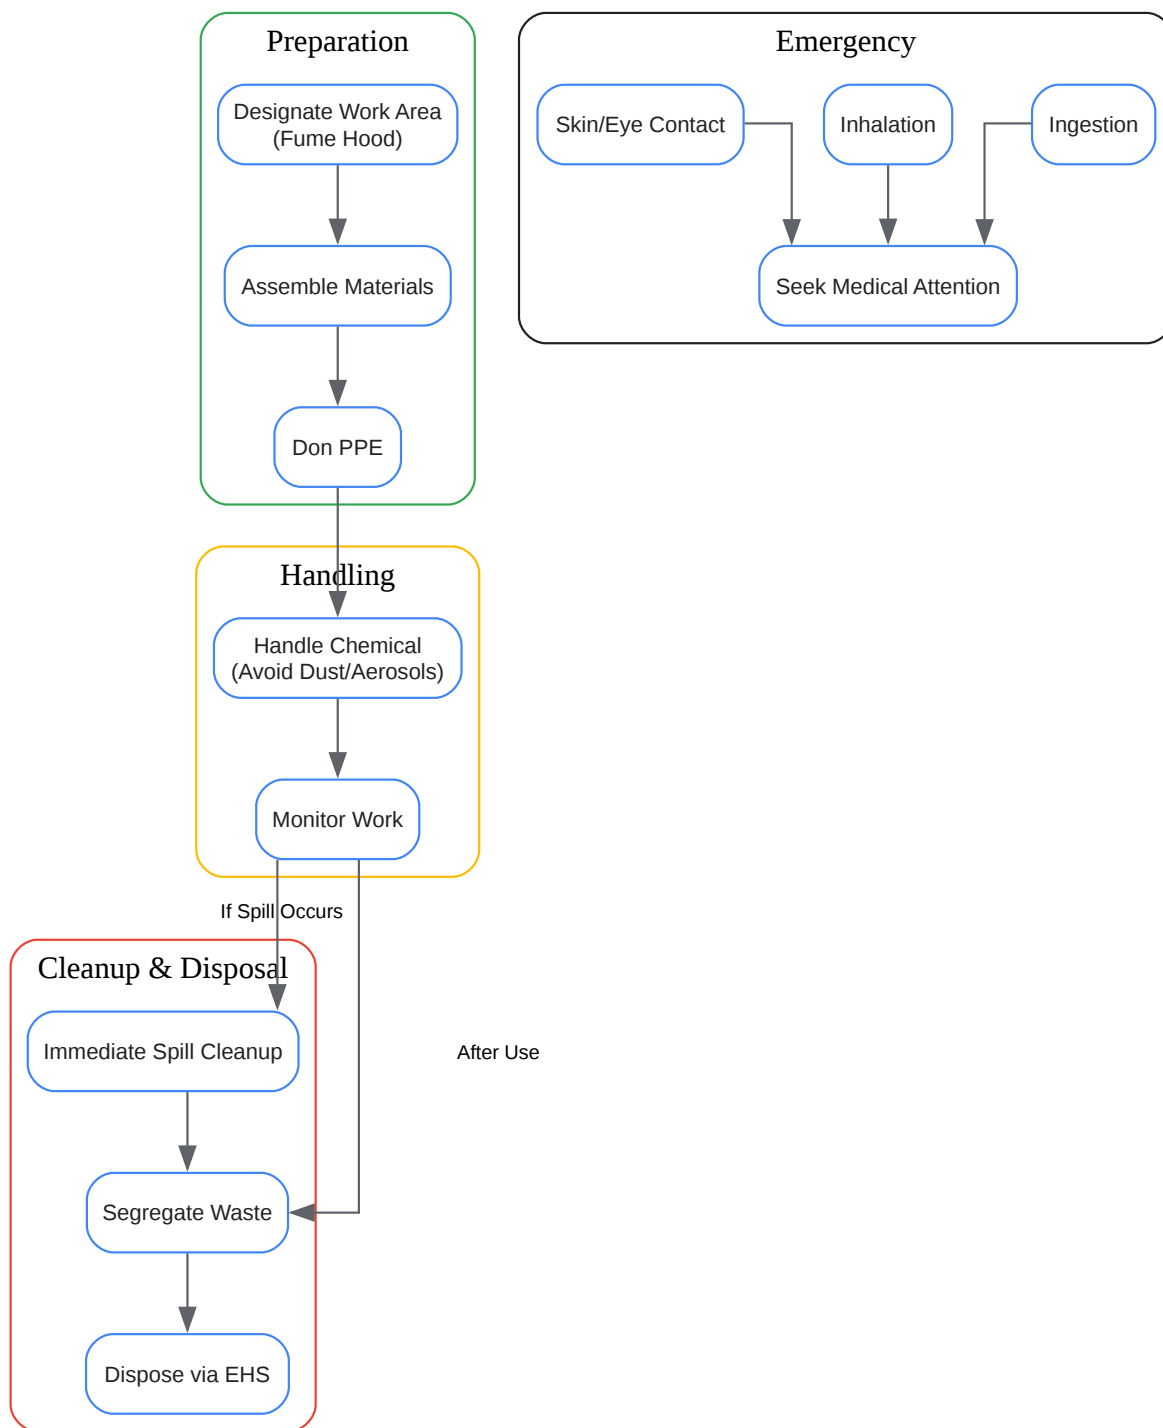 Preparation
Designate Work Area
(Fume Hood)
Assemble Materials
Don PPE
Emergency
Skin/Eye Contact
Inhalation
Ingestion
Seek Medical Attention
Handling
Handle Chemical
(Avoid Dust/Aerosols)
Monitor Work
If Spill Occurs
After Use
Cleanup & Disposal
Immediate Spill Cleanup
Segregate Waste
Dispose via EHS